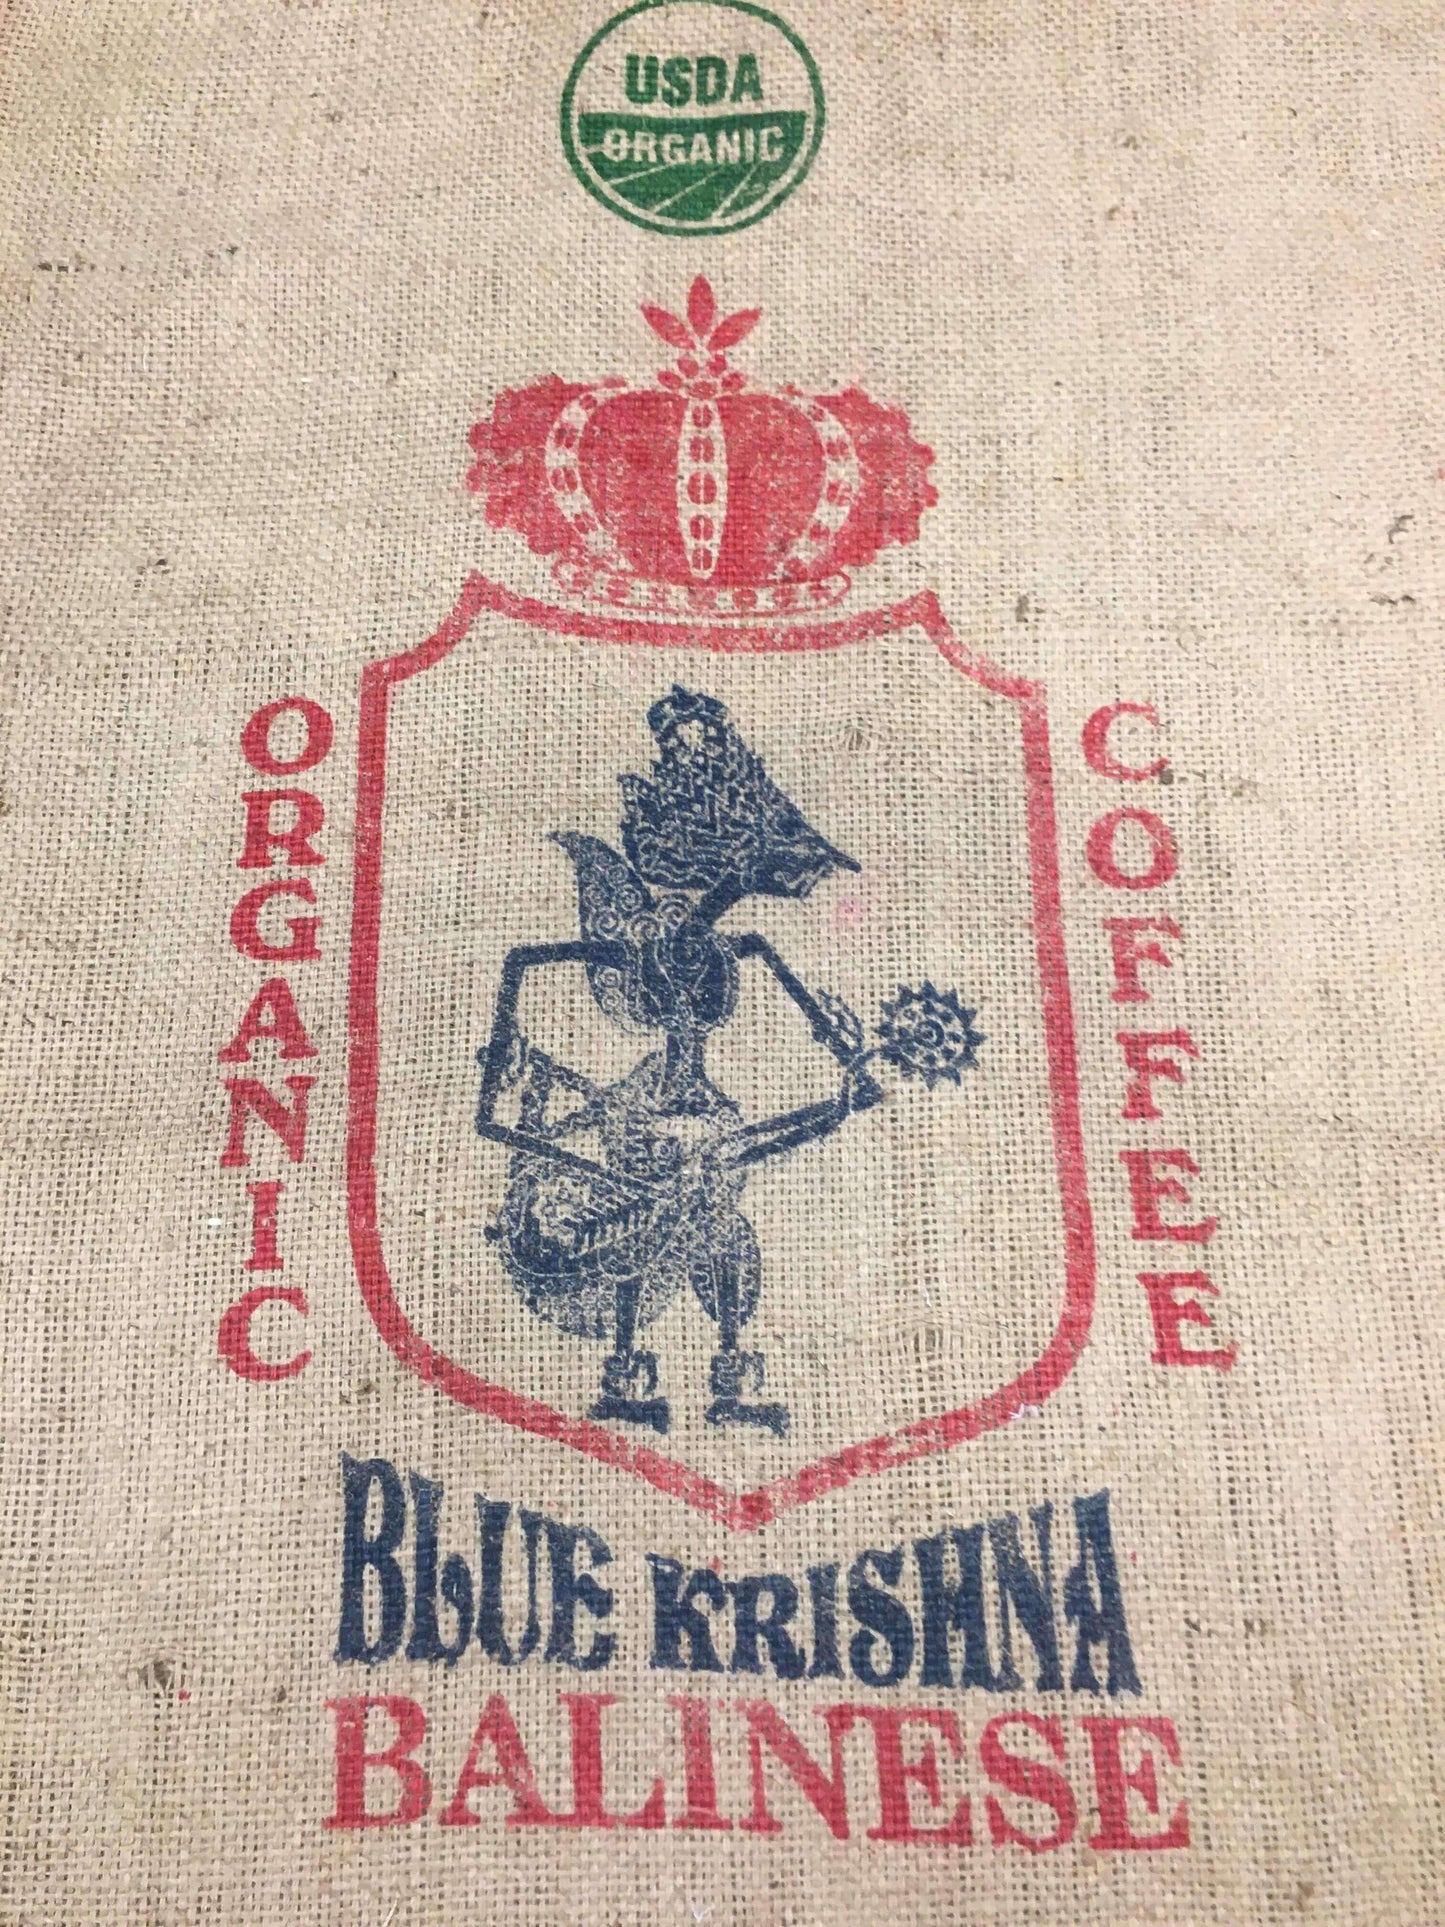 USDA
ORGANIC
ORGANIC
COFFEE
BLUE KRISHNA
BALINESE